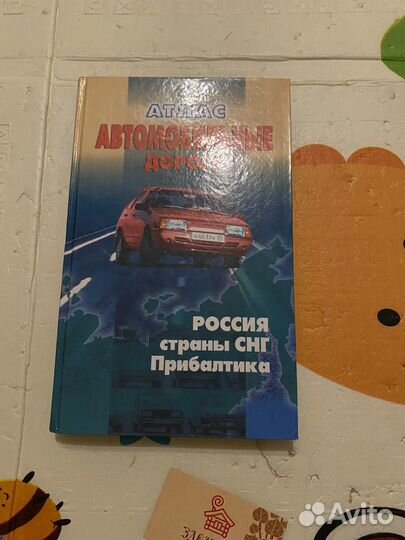 АТЛАС
АВТОМОБИЛЬНЫЕ
РОССИЯ
страны СНГ
Прибалтика
Avito